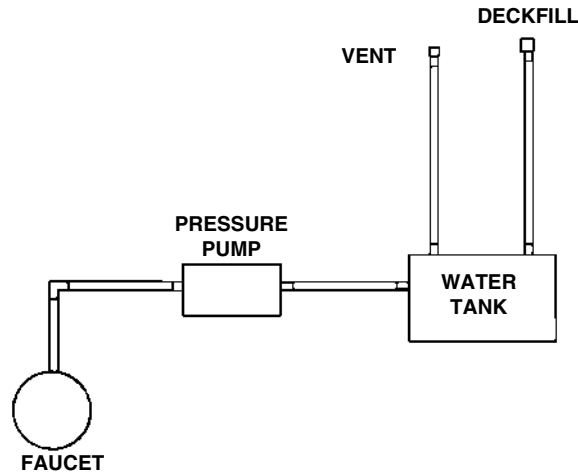 DECKFILL
VENT
PRESSURE
PUMP
WATER
TANK
FAUCET